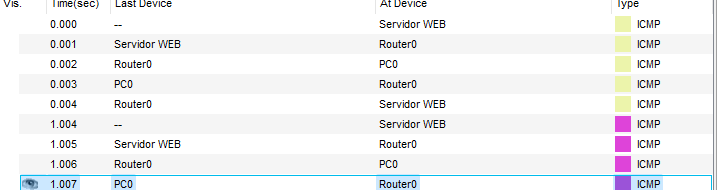 Vis. Time(sec) Last Device At Device Type
0.000 -- Servidor WEB ICMP
0.001 Servidor WEB Router0 ICMP
0.002 Router0 PC0 ICMP
0.003 PC0 Router0 ICMP
0.004 Router0 Servidor WEB ICMP
1.004 -- Servidor WEB ICMP
1.005 Servidor WEB Router0 ICMP
1.006 Router0 PC0 ICMP
1.007 PC0 Router0 ICMP